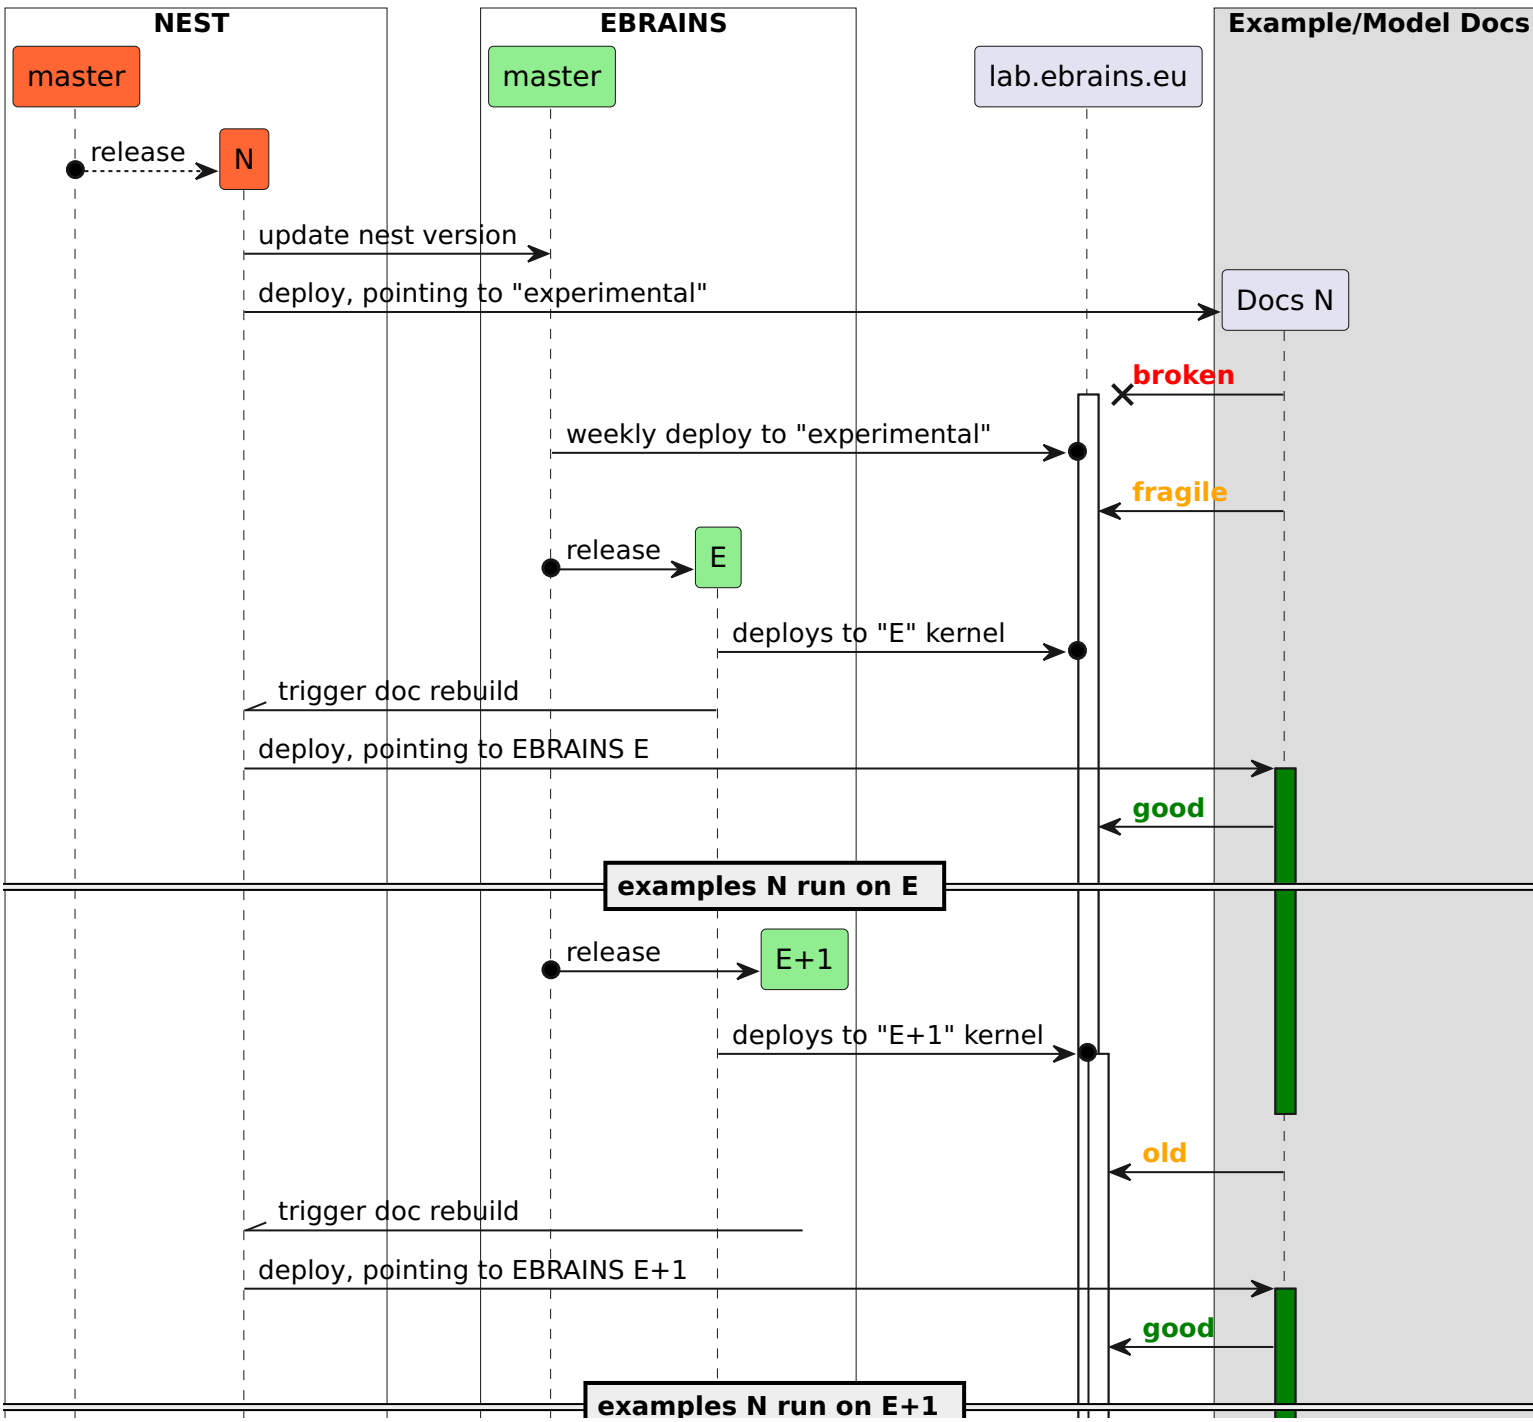 NEST
EBRAINS
Example/Model Docs
master
master
lab.ebrains.eu
release
N
update nest version
deploy, pointing to "experimental"
Docs N
broken
weekly deploy to "experimental"
fragile
release
E
deploys to "E" kernel
trigger doc rebuild
deploy, pointing to EBRAINS E
good
examples N run on E
release
E+1
deploys to "E+1" kernel
old
trigger doc rebuild
deploy, pointing to EBRAINS E+1
good
examples N run on E+1